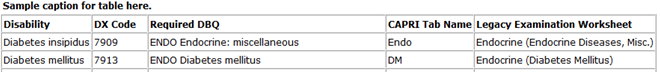 Sample caption for table here.
Disability DX Code Required DBQ CAPRI Tab Name Legacy Examination Worksheet
Diabetes insipidus 7909 ENDO Endocrine: miscellaneous Endo Endocrine (Endocrine Diseases, Misc.)
Diabetes mellitus 7913 ENDO Diabetes mellitus DM Endocrine (Diabetes Mellitus)